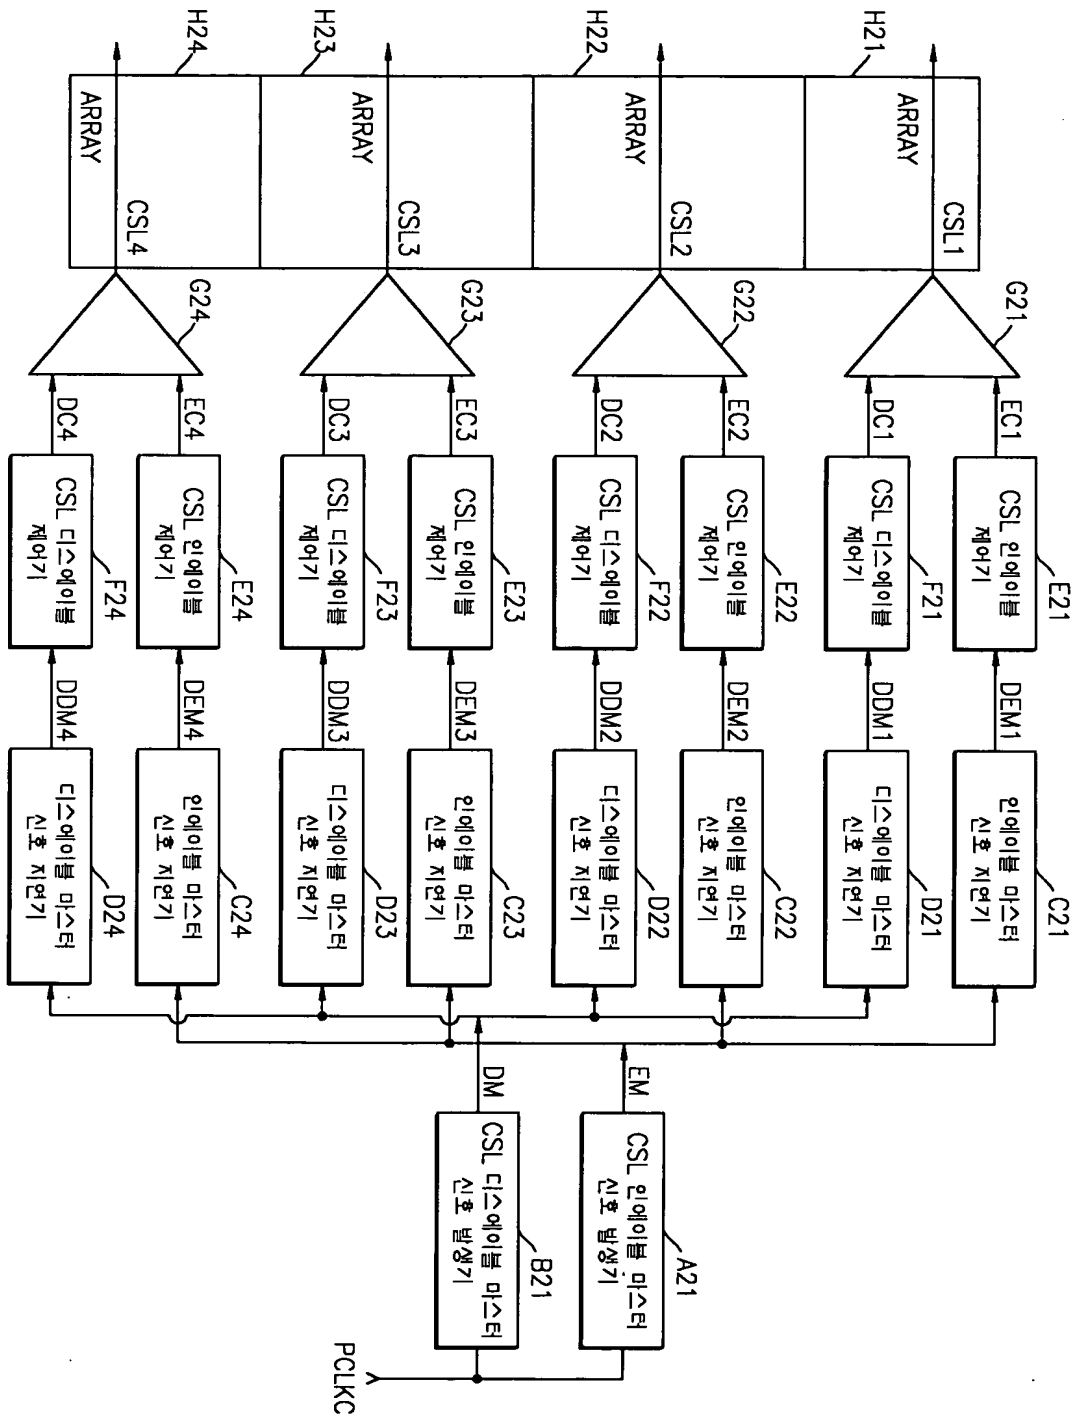 PCLKC
A21
CSL 인에이블 마스터
신호 발생기
B21
CSL 디스에이블 마스터
신호 발생기
EM
DM
C21
인에이블 마스터
신호 지연기
D21
디스에이블 마스터
신호 지연기
C22
인에이블 마스터
신호 지연기
D22
디스에이블 마스터
신호 지연기
C23
인에이블 마스터
신호 지연기
D23
디스에이블 마스터
신호 지연기
C24
인에이블 마스터
신호 지연기
D24
디스에이블 마스터
신호 지연기
DEM1
DDM1
DEM2
DDM2
DEM3
DDM3
DEM4
DDM4
E21
CSL 인에이블
제어기
F21
CSL 디스에이블
제어기
E22
CSL 인에이블
제어기
F22
CSL 디스에이블
제어기
E23
CSL 인에이블
제어기
F23
CSL 디스에이블
제어기
E24
CSL 인에이블
제어기
F24
CSL 디스에이블
제어기
EC1
DC1
EC2
DC2
EC3
DC3
EC4
DC4
G21
G22
G23
G24
CSL1
CSL2
CSL3
CSL4
ARRAY
ARRAY
ARRAY
ARRAY
H21
H22
H23
H24